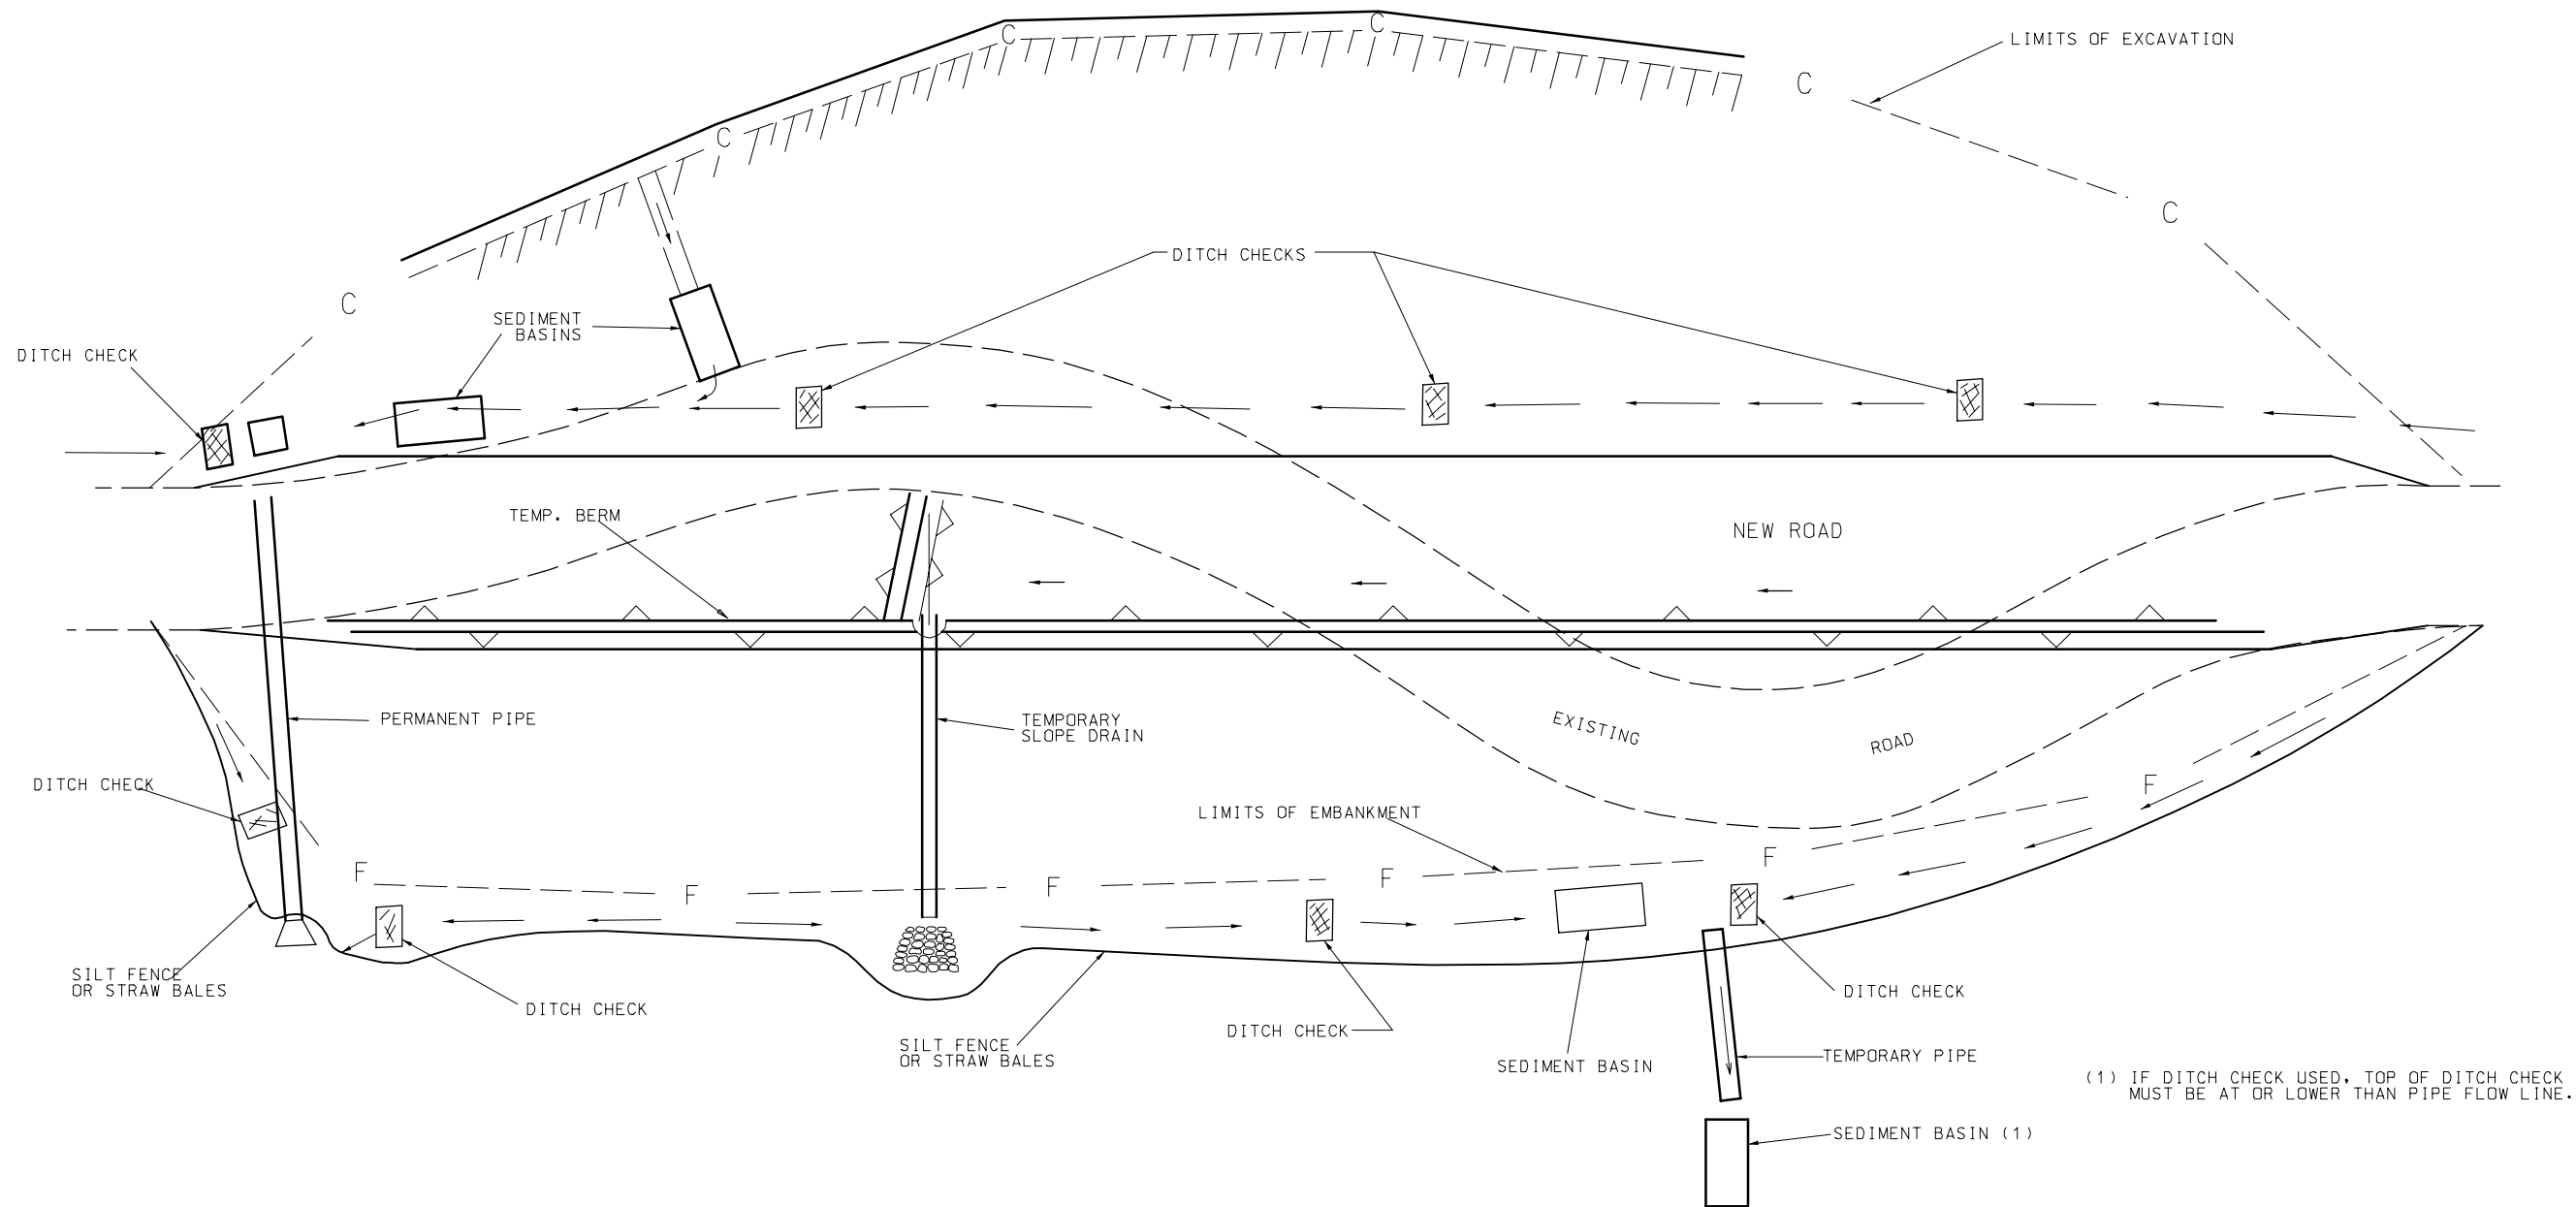 C
C
LIMITS OF EXCAVATION
C
C
C
DITCH CHECKS
C
SEDIMENT
BASINS
DITCH CHECK
TEMP. BERM
NEW ROAD
PERMANENT PIPE
TEMPORARY
SLOPE DRAIN
EXISTING
ROAD
DITCH CHECK
F
LIMITS OF EMBANKMENT
F
F
F
F
F
SILT FENCE
OR STRAW BALES
DITCH CHECK
DITCH CHECK
DITCH CHECK
SILT FENCE
OR STRAW BALES
SEDIMENT BASIN
TEMPORARY PIPE
(1) IF DITCH CHECK USED, TOP OF DITCH CHECK
MUST BE AT OR LOWER THAN PIPE FLOW LINE.
SEDIMENT BASIN (1)